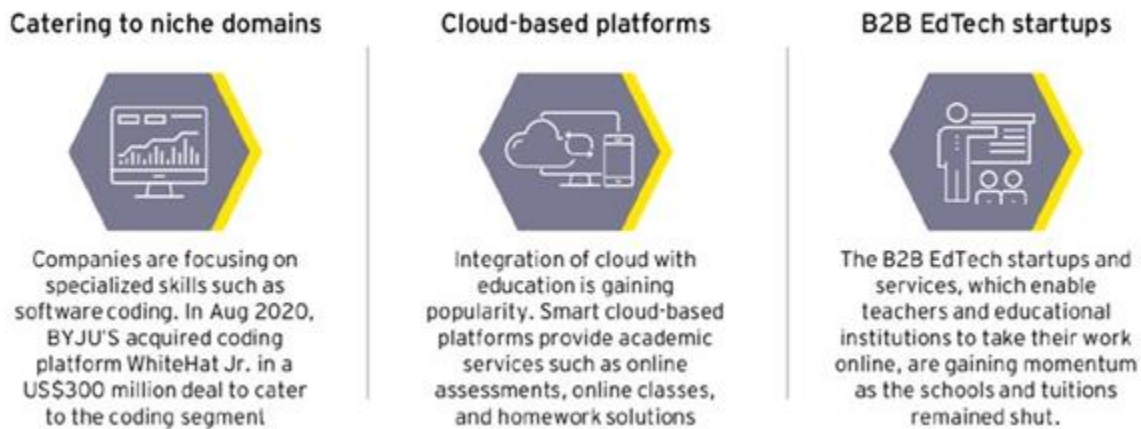 Catering to niche domains
Companies are focusing on
specialized skills such as
software coding. In Aug 2020,
BYJU'S acquired coding
platform WhiteHat Jr. in a
US$300 million deal to cater
to the coding segment
Cloud-based platforms
Integration of cloud with
education is gaining
popularity. Smart cloud-based
platforms provide academic
services such as online
assessments, online classes,
and homework solutions
B2B EdTech startups
The B2B EdTech startups and
services, which enable
teachers and educational
institutions to take their work
online, are gaining momentum
as the schools and tuitions
remained shut.